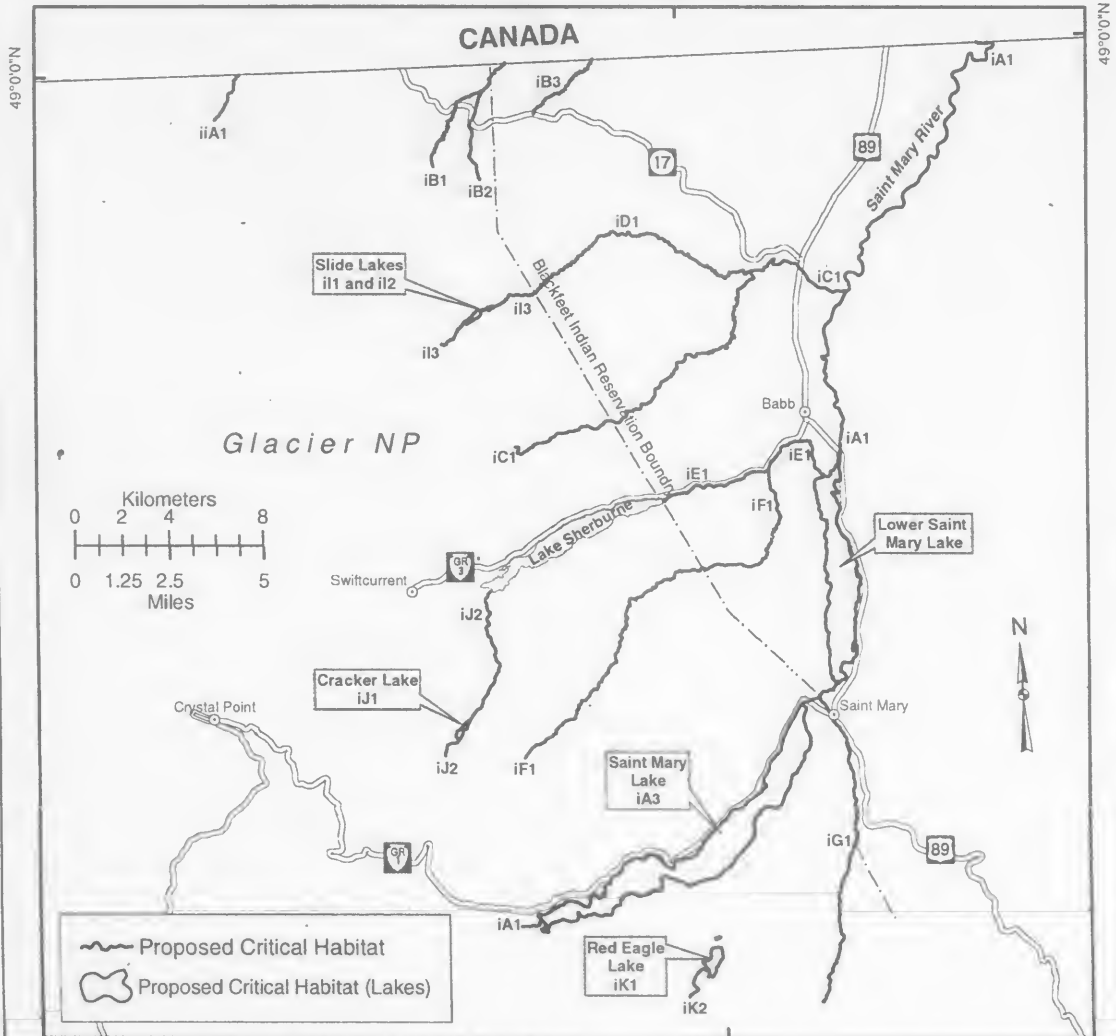 CANADA
49°0'0"N
49°0'0"N
iA1
iB3
iiA1
iB1
iB2
17
89
Saint Mary River
iD1
Slide Lakes
iI1 and iI2
iC1
iI3
iI3
Blackfeet Indian Reservation Boundry
Babb
Glacier NP
iC1
iA1
iE1
iE1
iF1
Kilometers
0 2 4 8
0 1.25 2.5 5
Miles
Lake Sherburne
Lower Saint
Mary Lake
GR
3
Swiftcurrent
iJ2
N
Cracker Lake
iJ1
Crystal Point
Saint Mary
iJ2
iF1
Saint Mary
Lake
iA3
iG1
89
GR
1
iA1
Proposed Critical Habitat
Proposed Critical Habitat (Lakes)
Red Eagle
Lake
iK1
iK2